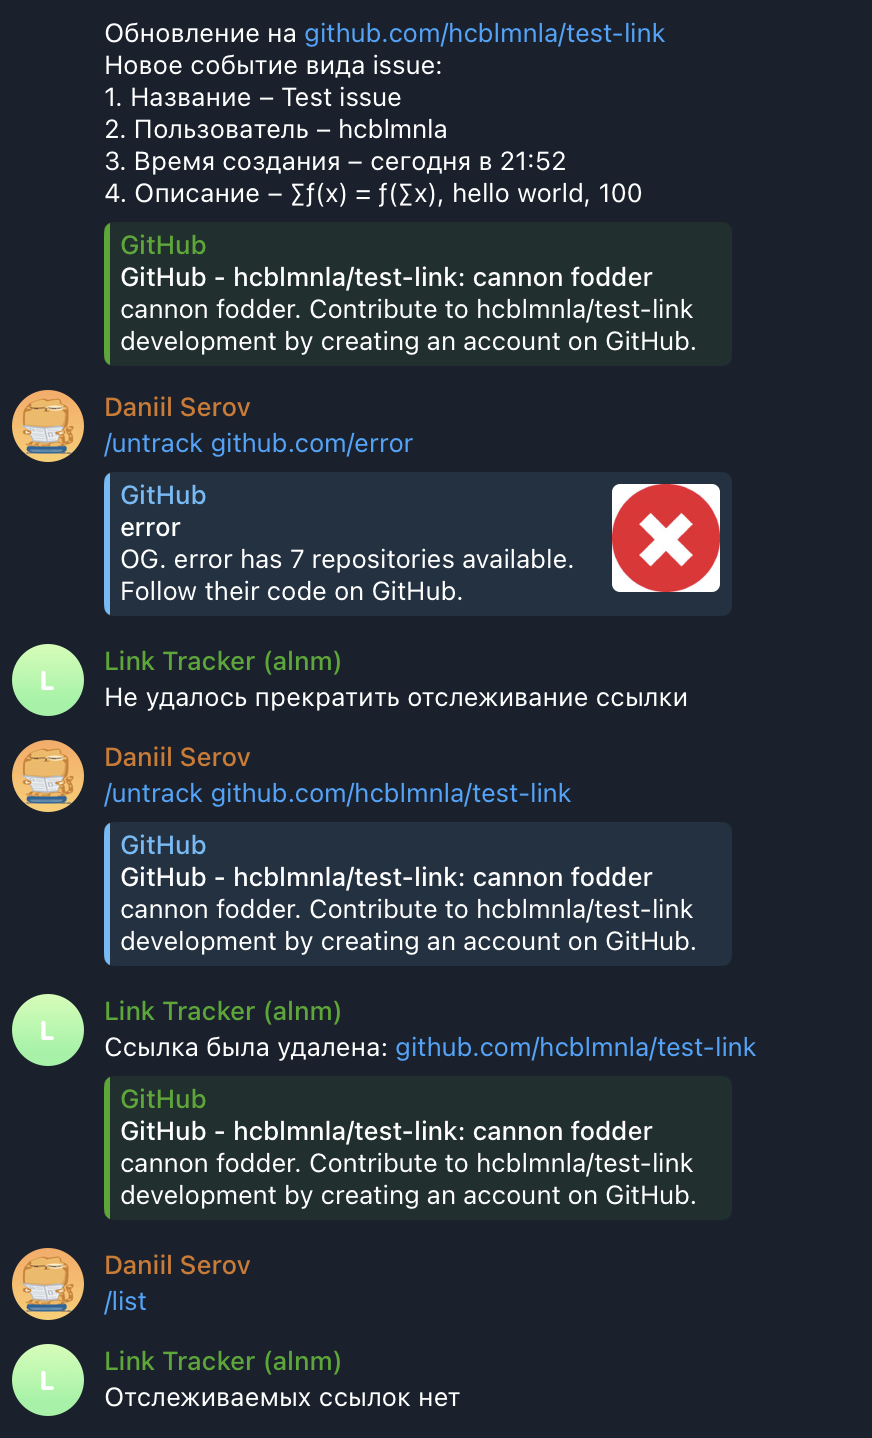 Обновление на github.com/hcblmnla/test-link
Новое событие вида issue:
1. Название – Test issue
2. Пользователь – hcblmnla
3. Время создания – сегодня в 21:52
4. Описание – ∑ƒ(x) = ƒ(∑x), hello world, 100
GitHub
GitHub - hcblmnla/test-link: cannon fodder
cannon fodder. Contribute to hcblmnla/test-link
development by creating an account on GitHub.
Daniil Serov
/untrack github.com/error
GitHub
error
OG. error has 7 repositories available.
Follow their code on GitHub.
L
Link Tracker (alnm)
Не удалось прекратить отслеживание ссылки
Daniil Serov
/untrack github.com/hcblmnla/test-link
GitHub
GitHub - hcblmnla/test-link: cannon fodder
cannon fodder. Contribute to hcblmnla/test-link
development by creating an account on GitHub.
L
Link Tracker (alnm)
Ссылка была удалена: github.com/hcblmnla/test-link
GitHub
GitHub - hcblmnla/test-link: cannon fodder
cannon fodder. Contribute to hcblmnla/test-link
development by creating an account on GitHub.
Daniil Serov
/list
L
Link Tracker (alnm)
Отслеживаемых ссылок нет